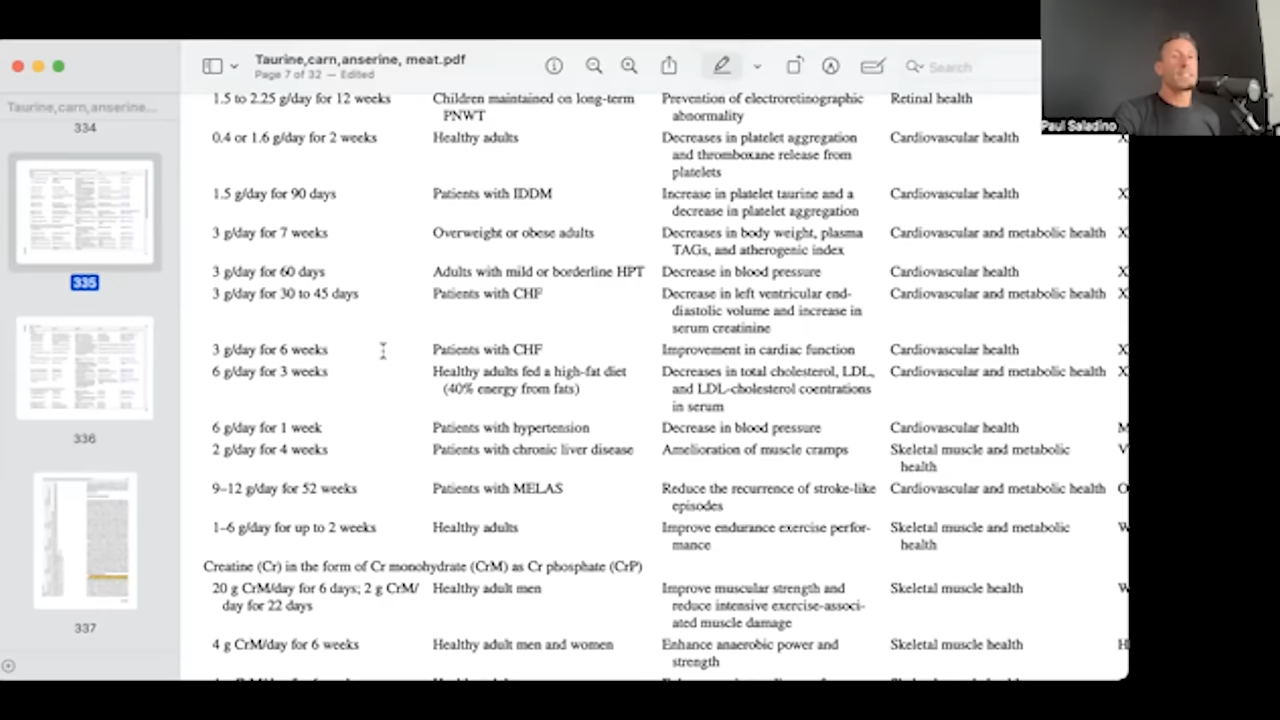 Taurine,carn,anserine, meat.pdf
Page 7 of 32 — Edited
Search
Paul Saladino
Taurine,carn,anserine...
334
335
336
337
1.5 to 2.25 g/day for 12 weeks Children maintained on long-term Prevention of electroretinographic Retinal health
PNWT abnormality
0.4 or 1.6 g/day for 2 weeks Healthy adults Decreases in platelet aggregation Cardiovascular health X
and thromboxane release from
platelets
1.5 g/day for 90 days Patients with IDDM Increase in platelet taurine and a Cardiovascular health X
decrease in platelet aggregation
3 g/day for 7 weeks Overweight or obese adults Decreases in body weight, plasma Cardiovascular and metabolic health X
TAGs, and atherogenic index
3 g/day for 60 days Adults with mild or borderline HPT Decrease in blood pressure Cardiovascular health X
3 g/day for 30 to 45 days Patients with CHF Decrease in left ventricular end- Cardiovascular and metabolic health X
diastolic volume and increase in
serum creatinine
3 g/day for 6 weeks Patients with CHF Improvement in cardiac function Cardiovascular health X
6 g/day for 3 weeks Healthy adults fed a high-fat diet Decreases in total cholesterol, LDL, Cardiovascular and metabolic health X
(40% energy from fats) and LDL-cholesterol coentrations
in serum
6 g/day for 1 week Patients with hypertension Decrease in blood pressure Cardiovascular health M
2 g/day for 4 weeks Patients with chronic liver disease Amelioration of muscle cramps Skeletal muscle and metabolic V
health
9–12 g/day for 52 weeks Patients with MELAS Reduce the recurrence of stroke-like Cardiovascular and metabolic health O
episodes
1–6 g/day for up to 2 weeks Healthy adults Improve endurance exercise perfor- Skeletal muscle and metabolic W
mance health
Creatine (Cr) in the form of Cr monohydrate (CrM) as Cr phosphate (CrP)
20 g CrM/day for 6 days; 2 g CrM/ Healthy adult men Improve muscular strength and Skeletal muscle health W
day for 22 days reduce intensive exercise-associ-
ated muscle damage
4 g CrM/day for 6 weeks Healthy adult men and women Enhance anaerobic power and Skeletal muscle health H
strength